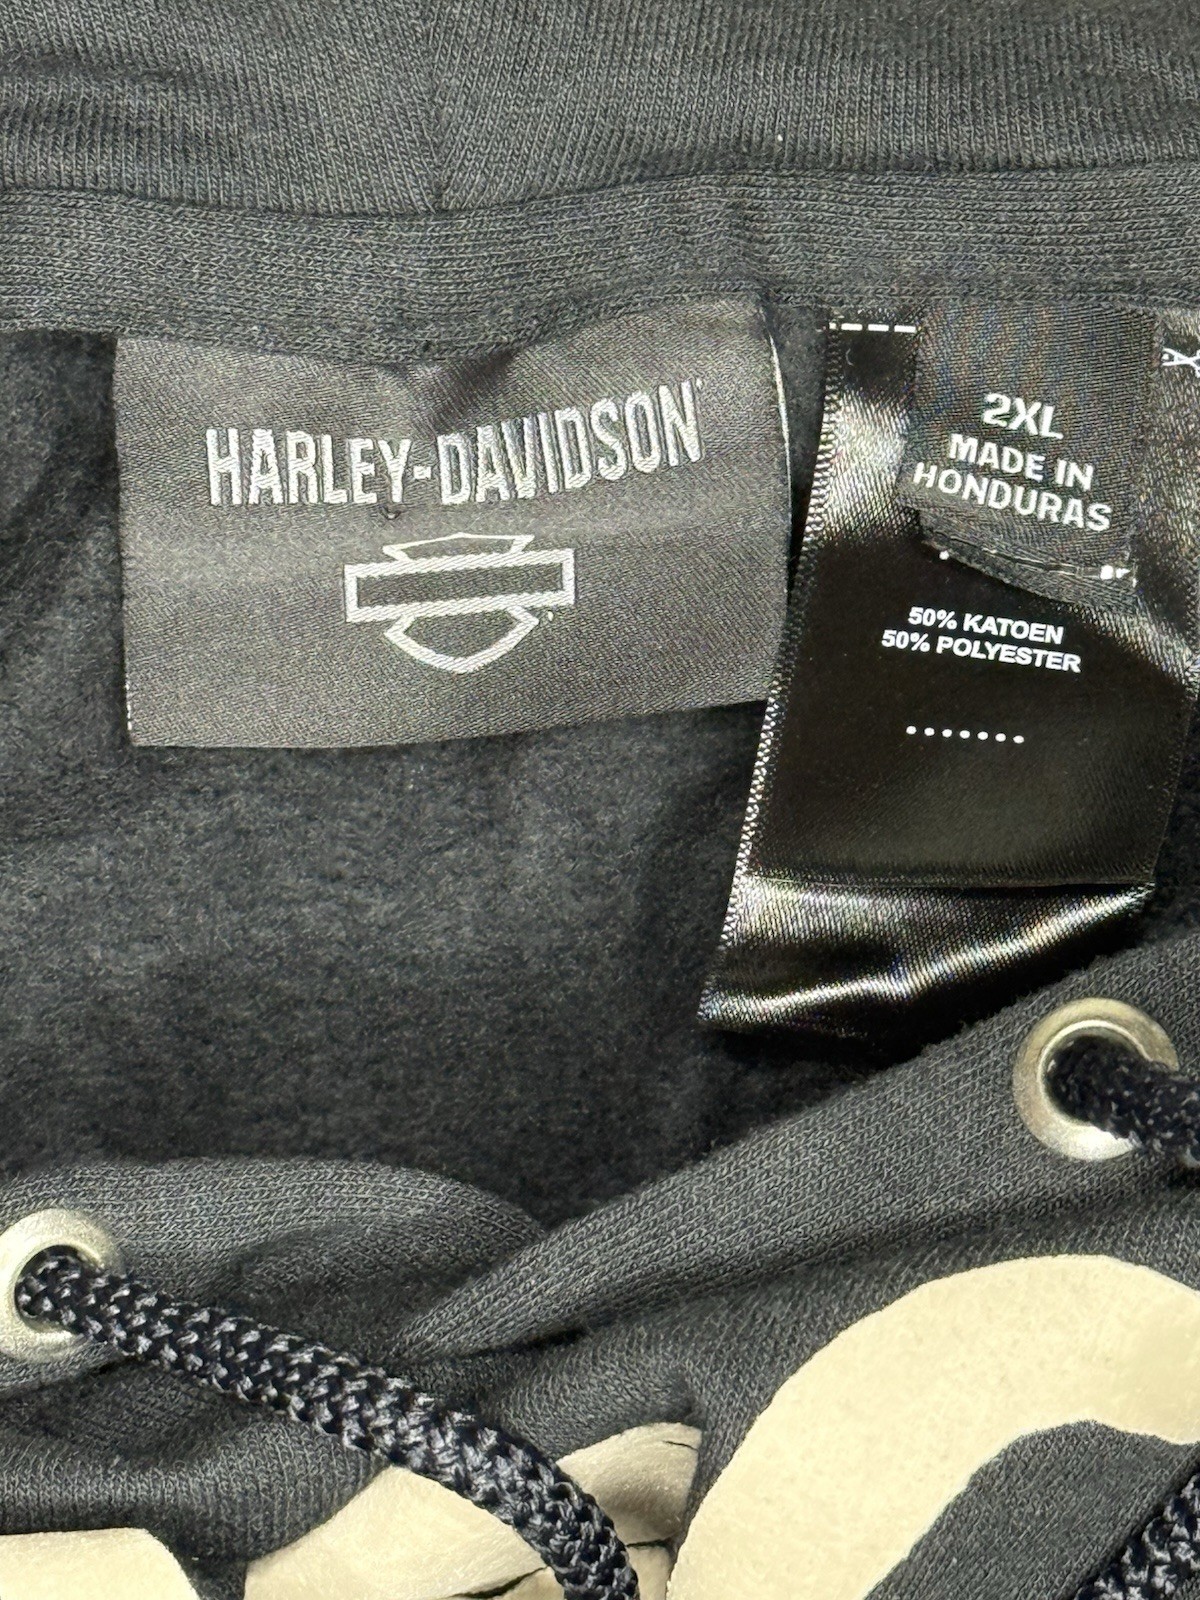 HARLEY-DAVIDSON
2XL
MADE IN
HONDURAS
50% KATOEN
50% POLYESTER
.......